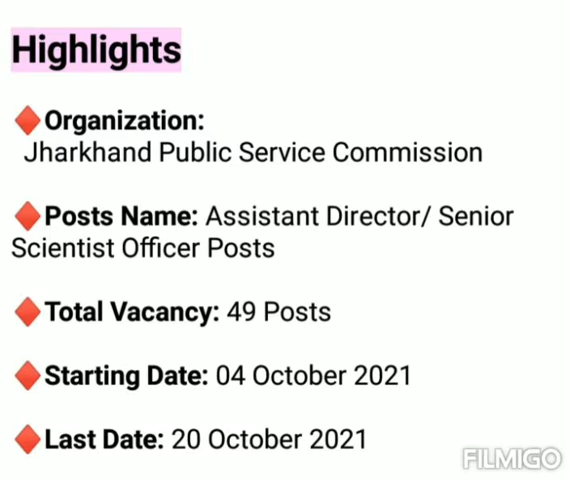 Highlights
♦Organization:
Jharkhand Public Service Commission
♦Posts Name: Assistant Director/ Senior
Scientist Officer Posts
♦Total Vacancy: 49 Posts
♦Starting Date: 04 October 2021
♦Last Date: 20 October 2021
FILMIGO